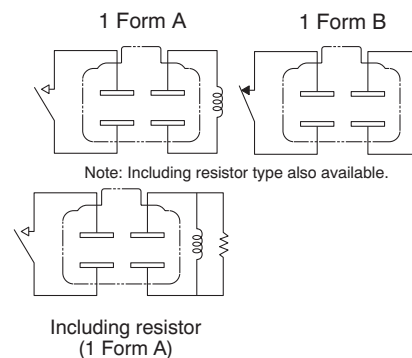 1 Form A
1 Form B
Note: Including resistor type also available.
Including resistor
(1 Form A)